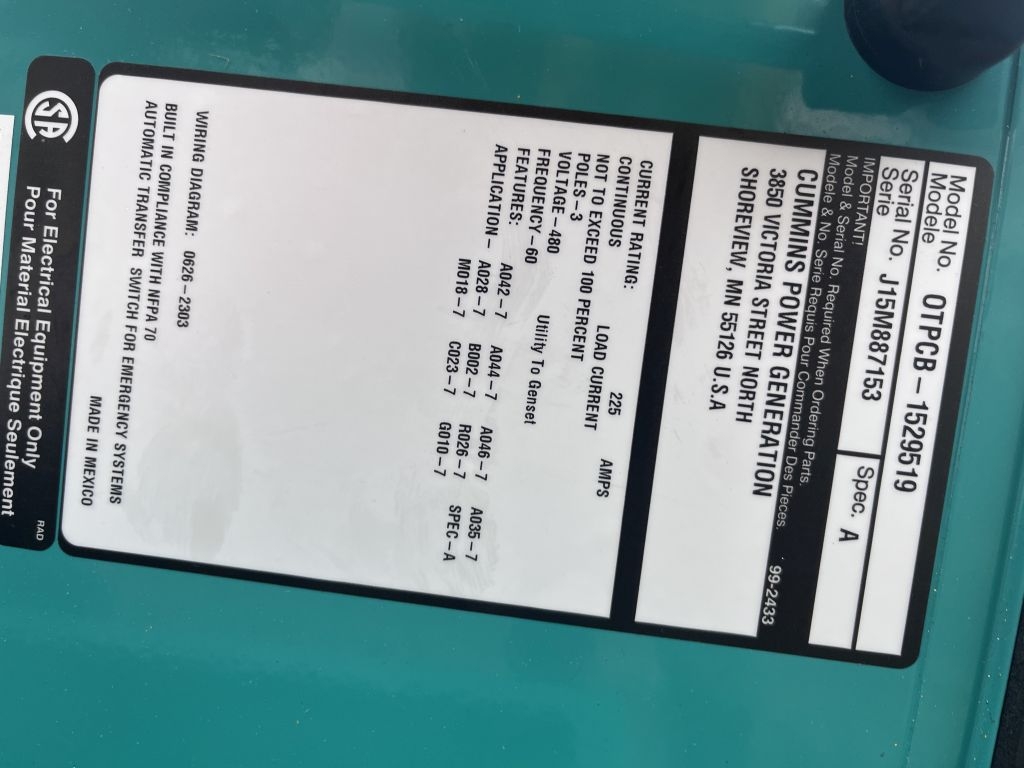 Model No. OTPCB-1529519
Modele
Serial No. J15M887153
Serie
Spec. A
IMPORTANT!
Model & Serial No. Required When Ordering Parts.
Modele & No. Serie Requis Pour Commander Des Pieces. 99-2433
CUMMINS POWER GENERATION
3850 VICTORIA STREET NORTH
SHOREVIEW, MN 55126 U.S.A
CURRENT RATING: 225 AMPS
CONTINUOUS LOAD CURRENT
NOT TO EXCEED 100 PERCENT
POLES-3
VOLTAGE-480
FREQUENCY-60 Utility To Genset
FEATURES:
APPLICATION- A042-7 A044-7 A046-7 A035-7
A028-7 B002-7 R026-7 SPEC-A
M018-7 C023-7 G010-7
WIRING DIAGRAM: 0626-2303
BUILT IN COMPLIANCE WITH NFPA 70
AUTOMATIC TRANSFER SWITCH FOR EMERGENCY SYSTEMS
MADE IN MEXICO
SA
For Electrical Equipment Only
Pour Material Electrique Seulement
RAD